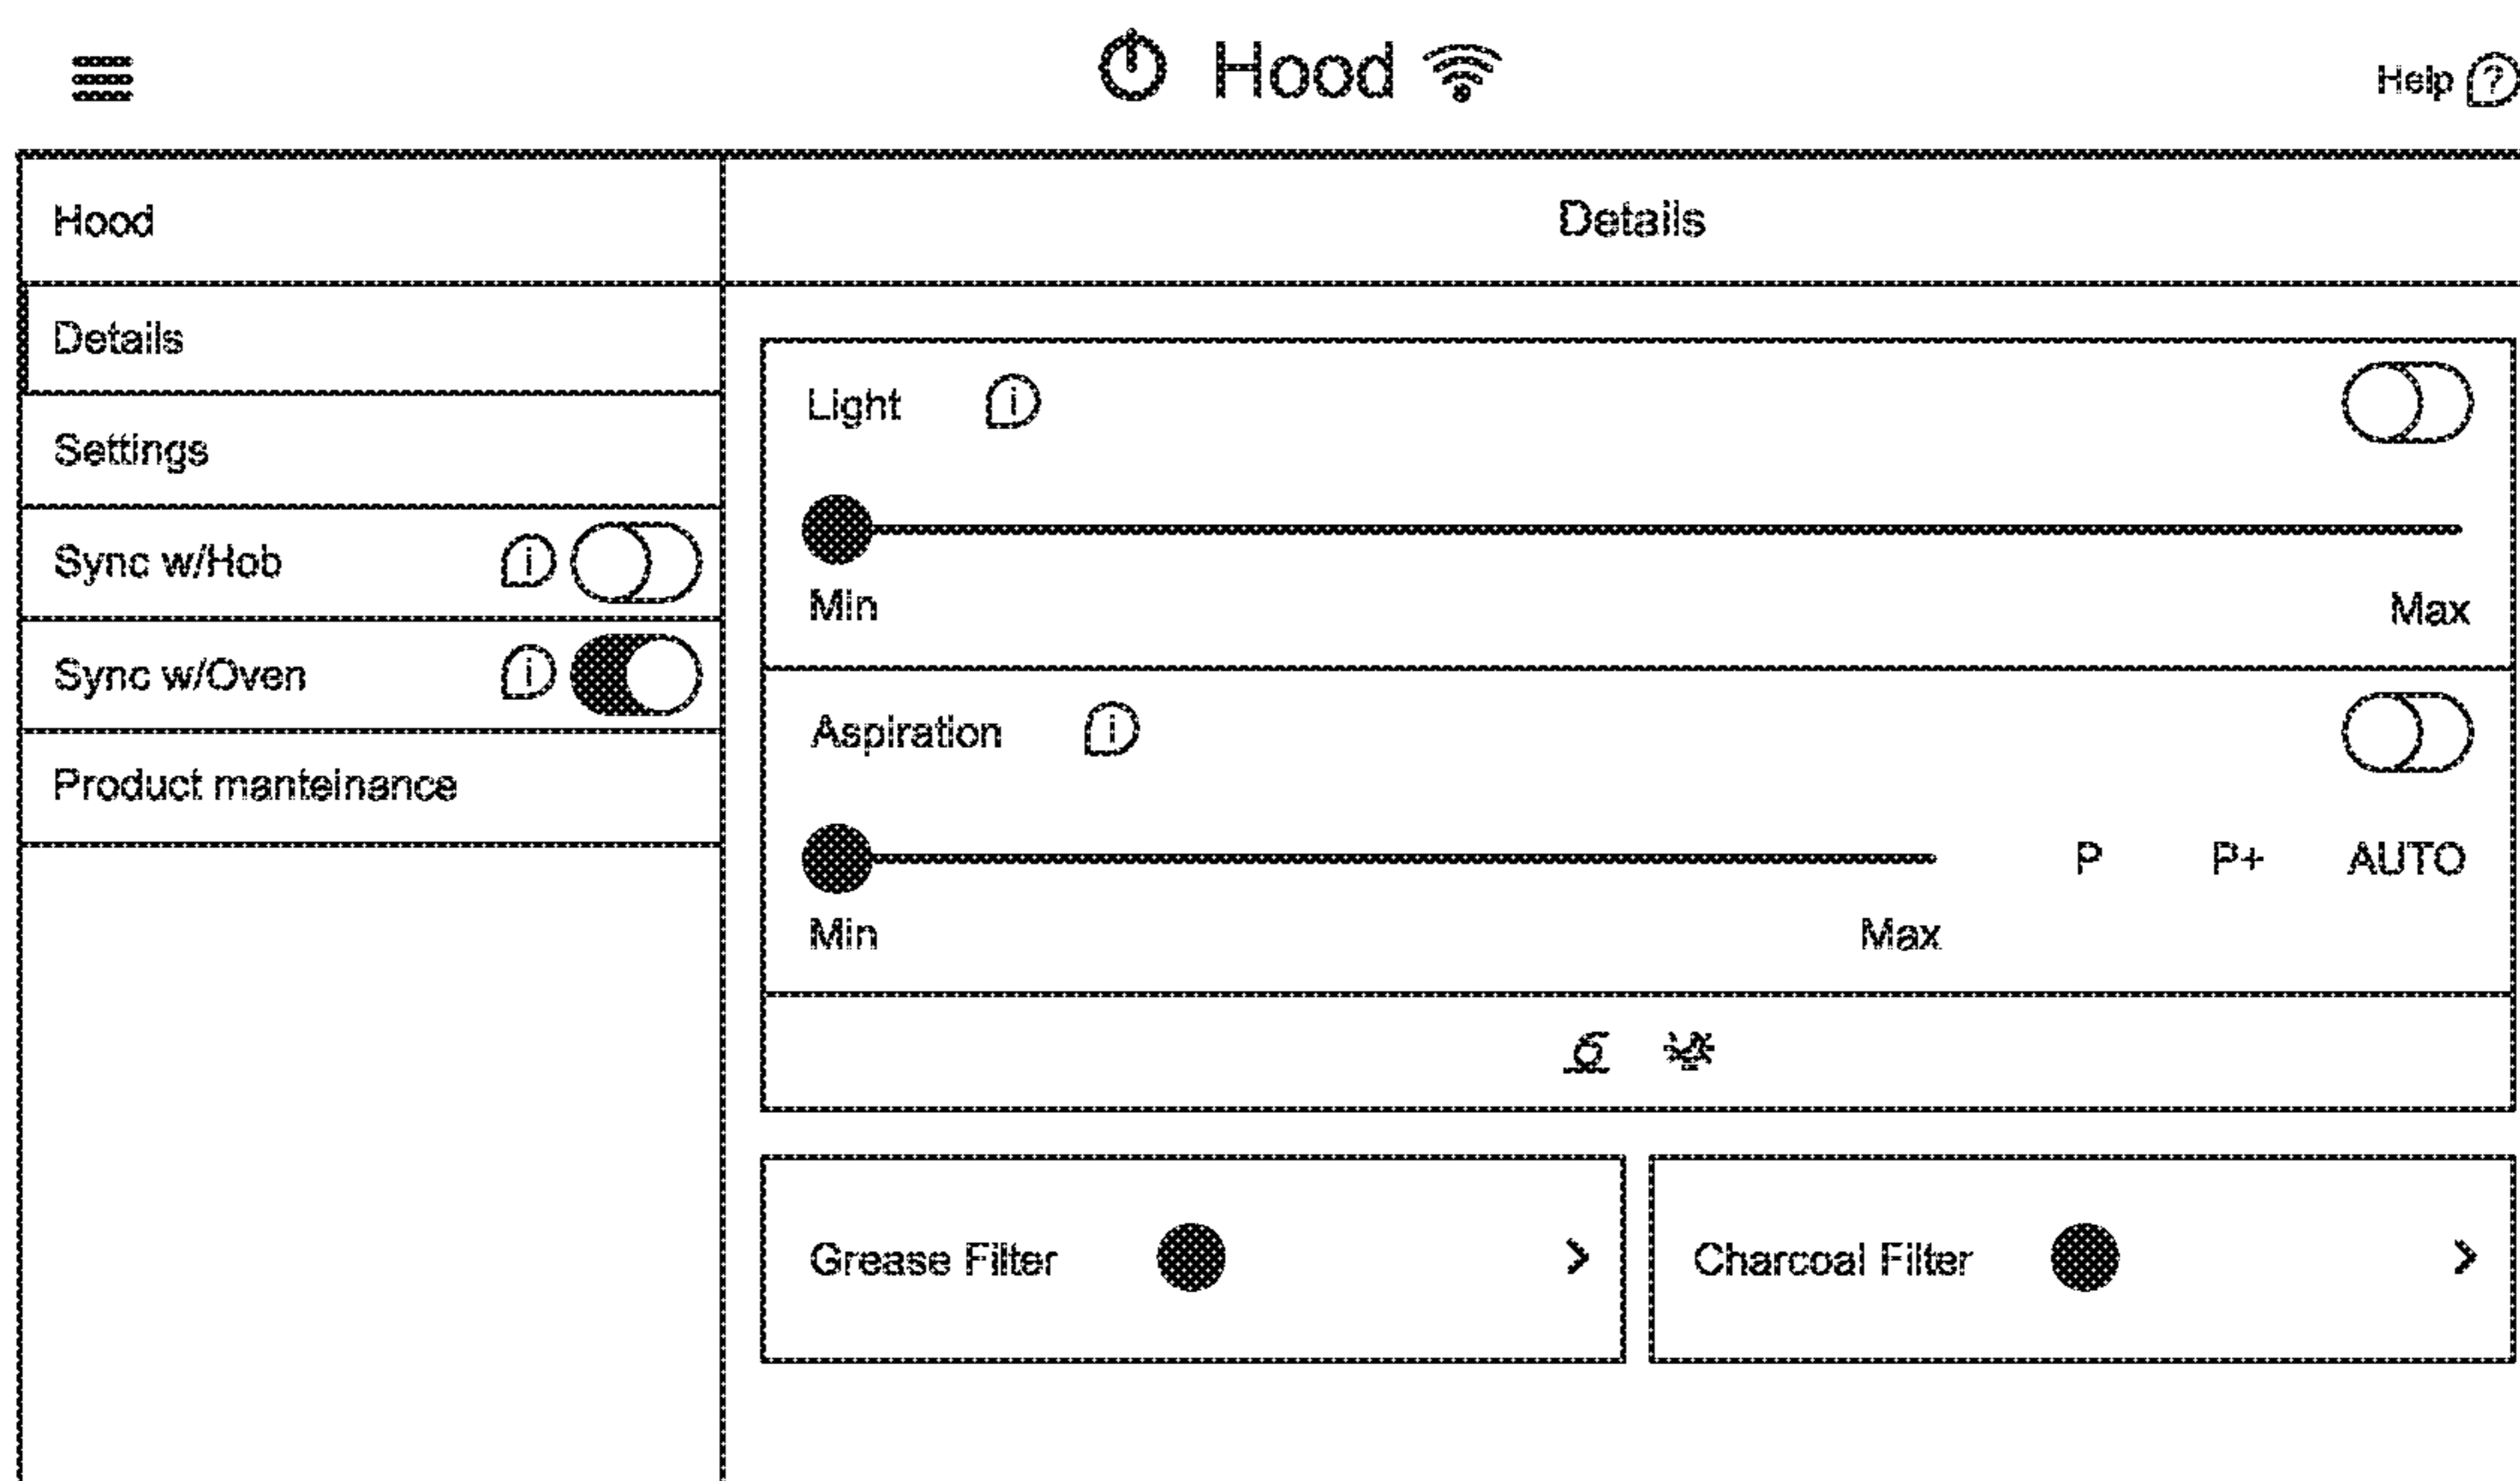 Hood
Help ?
Hood
Details
Details
Settings
Sync w/Hob i
Sync w/Oven i
Product manteinance
Light i
Min Max
Aspiration i
P P+ AUTO
Min Max
Grease Filter >
Charcoal Filter >